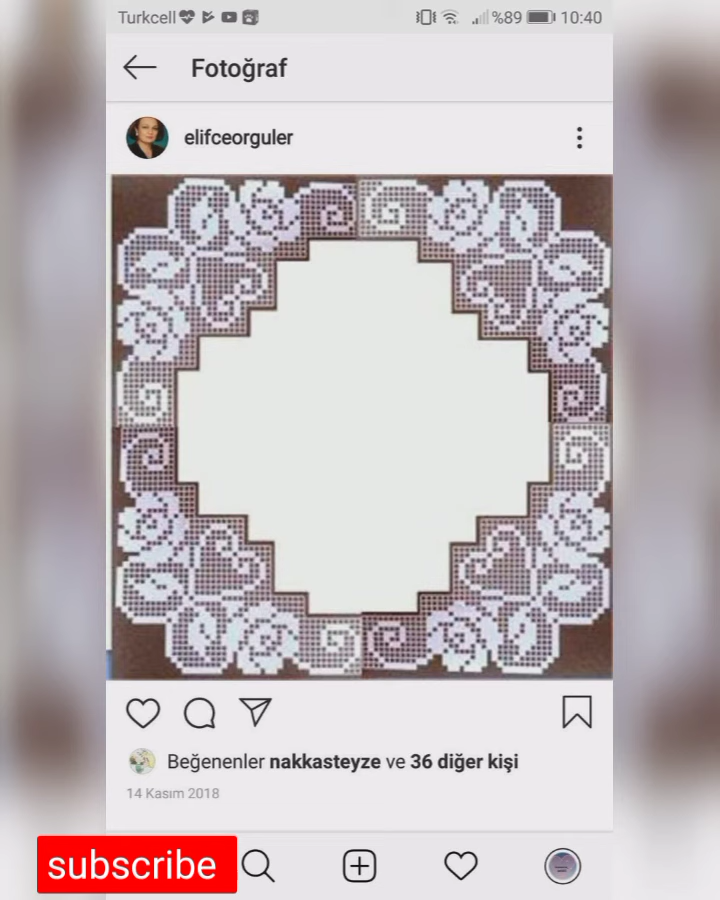 Turkcell %89 10:40
Fotoğraf
elifceorguler
Beğenenler nakkasteyze ve 36 diğer kişi
14 Kasım 2018
subscribe